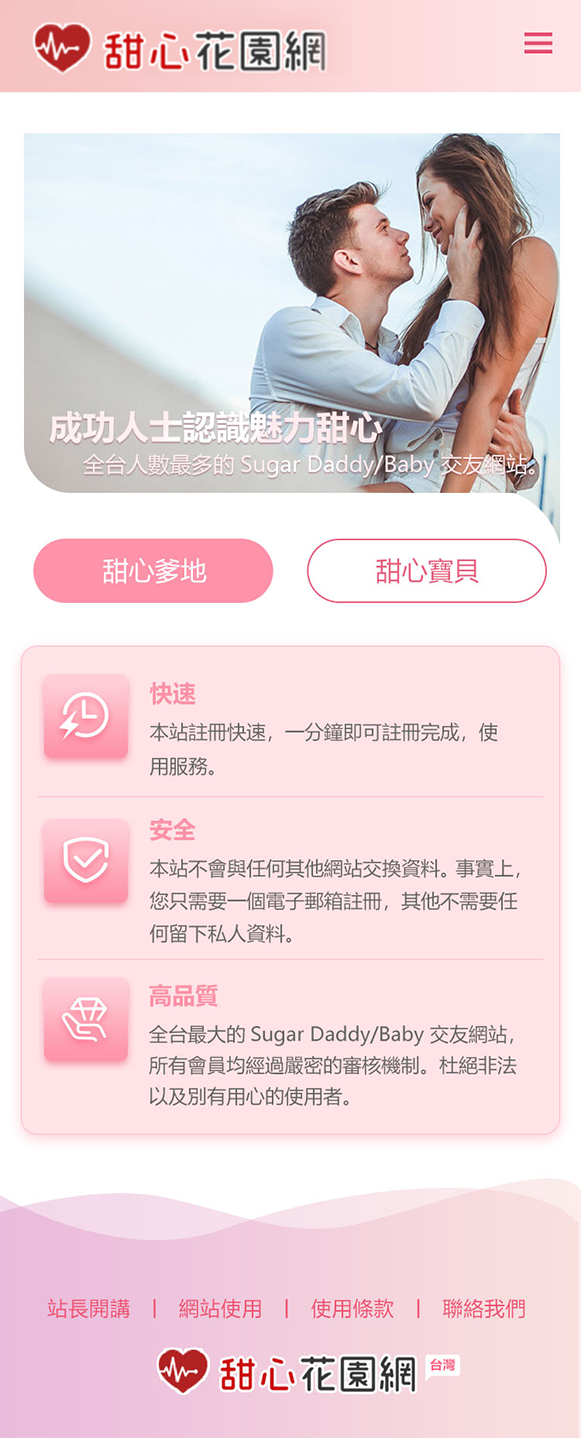 甜心花園網
成功人士認識魅力甜心
全台人數最多的 Sugar Daddy/Baby 交友網站。
甜心爹地
甜心寶貝
快速
本站註冊快速，一分鐘即可註冊完成，使
用服務。
安全
本站不會與任何其他網站交換資料。事實上，
您只需要一個電子郵箱註冊，其他不需要任
何留下私人資料。
高品質
全台最大的 Sugar Daddy/Baby 交友網站，
所有會員均經過嚴密的審核機制。杜絕非法
以及別有用心的使用者。
站長開講 | 網站使用 | 使用條款 | 聯絡我們
甜心花園網 台灣